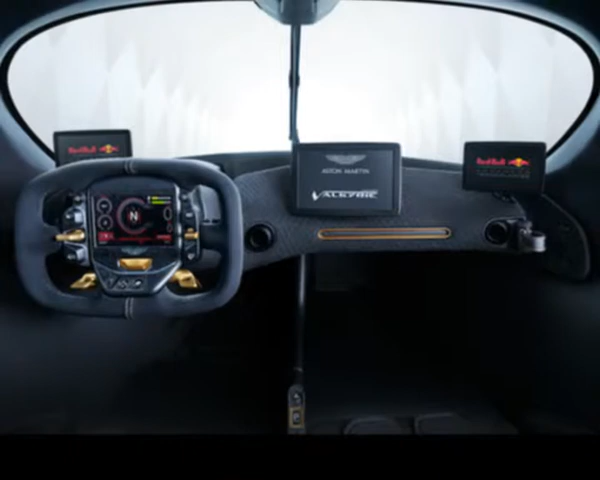 Red Bull
ASTON MARTIN
VALKYRIE
Red Bull
N